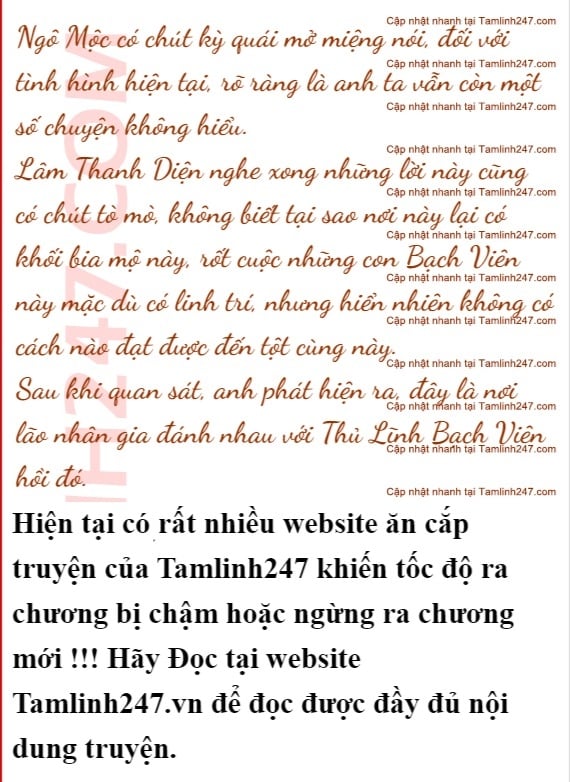 Cập nhật nhanh tại Tamlinh247.com
Ngô Mộc có chút kỳ quái mở miệng nói, đối với
Cập nhật nhanh tại Tamlinh247.com
tình hình hiện tại, rõ ràng là anh ta vẫn còn một
Cập nhật nhanh tại Tamlinh247.com
số chuyện không hiểu.
Cập nhật nhanh tại Tamlinh247.com
Lâm Thanh Diện nghe xong những lời này cũng
Cập nhật nhanh tại Tamlinh247.com
có chút tò mò, không biết tại sao nơi này lại có
Cập nhật nhanh tại Tamlinh247.com
khối bia mộ này, rốt cuộc những con Bạch Viên
Cập nhật nhanh tại Tamlinh247.com
này mặc dù có linh trí, nhưng hiển nhiên không có
Cập nhật nhanh tại Tamlinh247.com
cách nào đạt được đến tột cùng này.
Cập nhật nhanh tại Tamlinh247.com
Sau khi quan sát, anh phát hiện ra, đây là nơi
Cập nhật nhanh tại Tamlinh247.com
lão nhân gia đánh nhau với Thủ Lĩnh Bạch Viên
Cập nhật nhanh tại Tamlinh247.com
hồi đó.
Cập nhật nhanh tại Tamlinh247.com
H247.COM
Hiện tại có rất nhiều website ăn cắp
truyện của Tamlinh247 khiến tốc độ ra
chương bị chậm hoặc ngừng ra chương
mới !!! Hãy Đọc tại website
Tamlinh247.vn để đọc được đầy đủ nội
dung truyện.